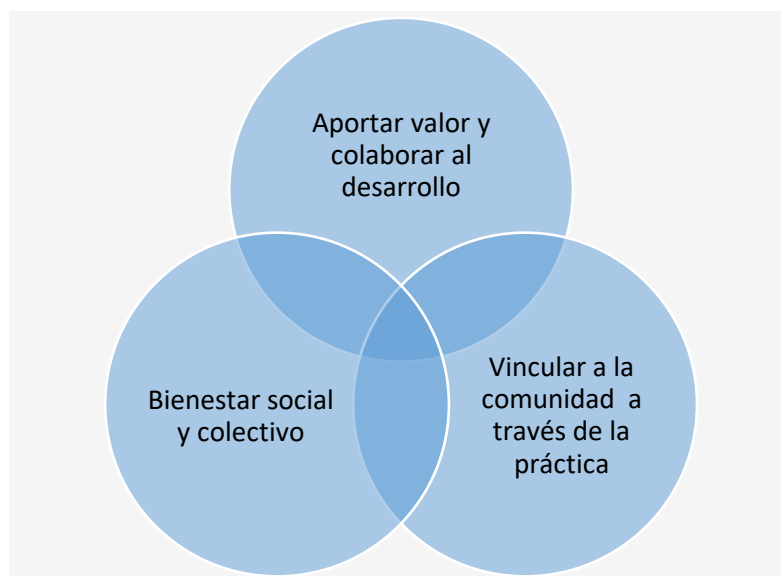 Aportar valor y
colaborar al
desarrollo
Bienestar social
y colectivo
Vincular a la
comunidad  a
través de la
práctica